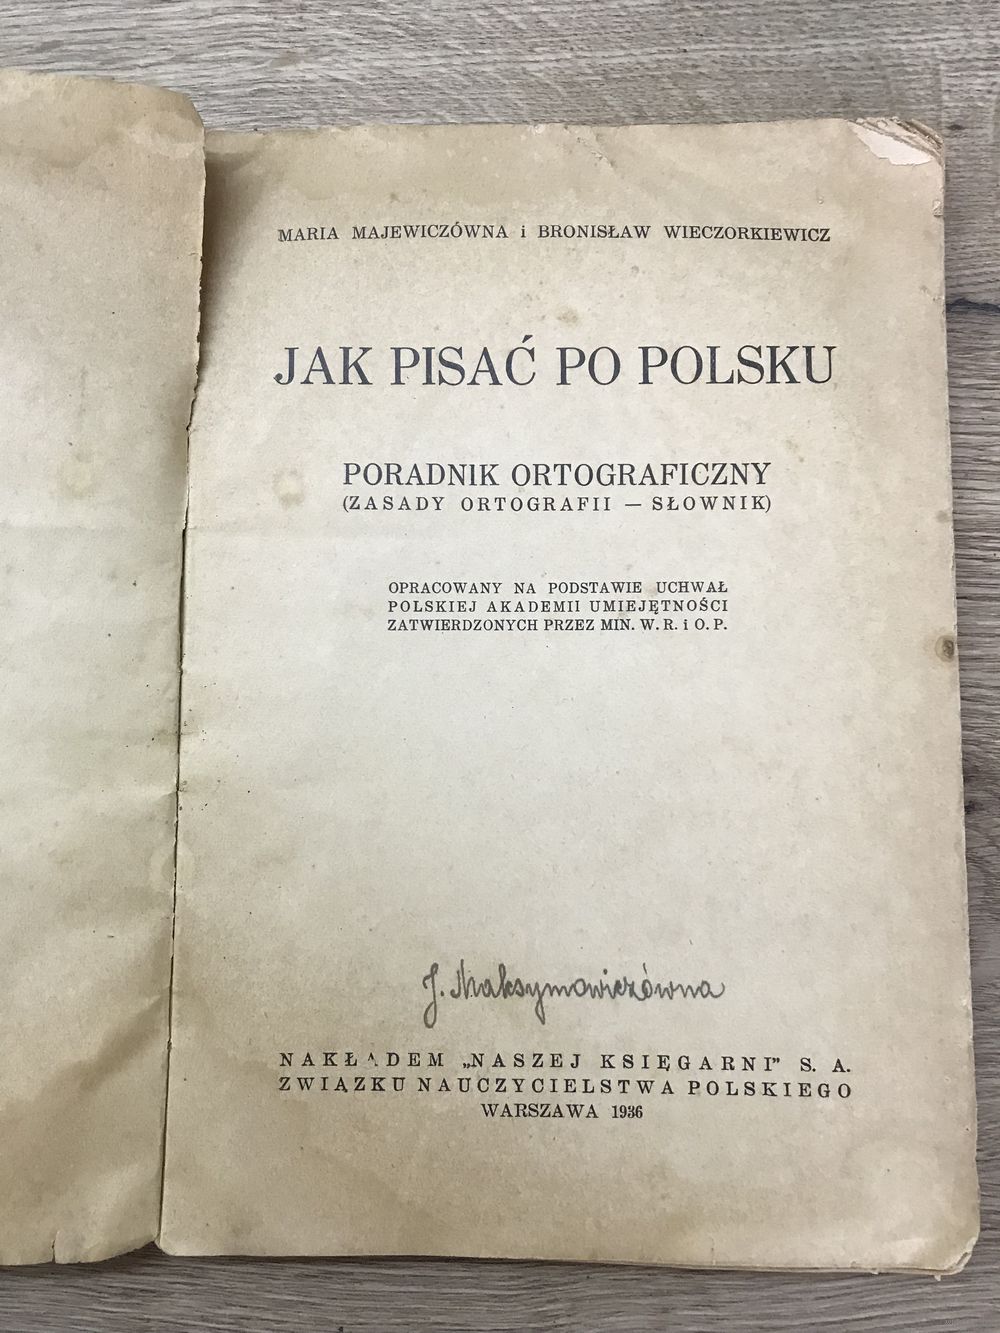 MARIA MAJEWICZÓWNA i BRONISŁAW WIECZORKIEWICZ
JAK PISAĆ PO POLSKU
PORADNIK ORTOGRAFICZNY
(ZASADY ORTOGRAFII — SŁOWNIK)
OPRACOWANY NA PODSTAWIE UCHWAŁ
POLSKIEJ AKADEMII UMIEJĘTNOŚCI
ZATWIERDZONYCH PRZEZ MIN. W. R. i O. P.
J. Maksymowiczówna
NAKŁADEM „NASZEJ KSIĘGARNI” S. A.
ZWIĄZKU NAUCZYCIELSTWA POLSKIEGO
WARSZAWA 1936